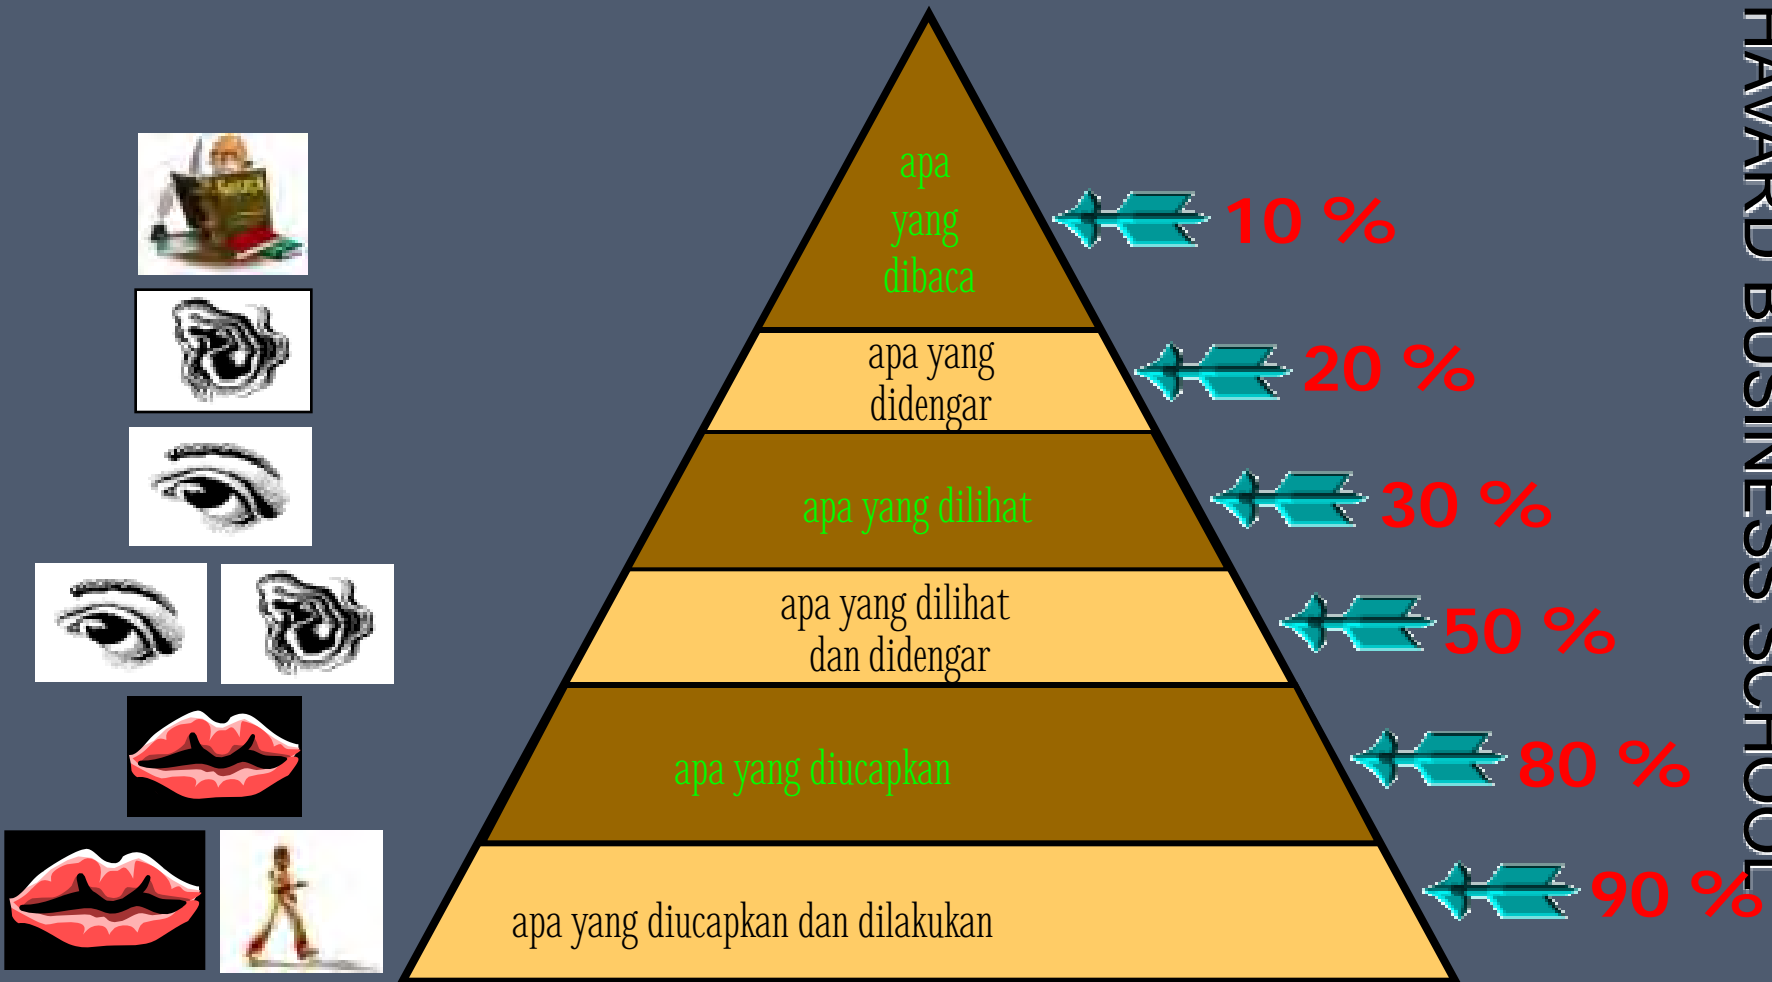 apa
yang
dibaca
10 %
apa yang
didengar
20 %
apa yang dilihat
30 %
apa yang dilihat
dan didengar
50 %
apa yang diucapkan
80 %
apa yang diucapkan dan dilakukan
90 %
HAVARD BUSINESS SCHOOL